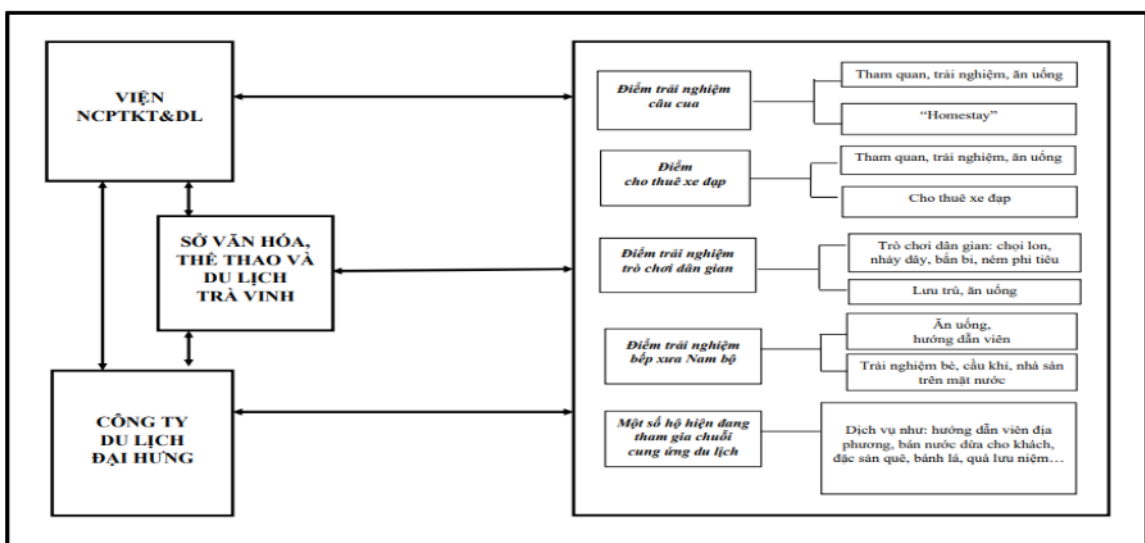 VIỆN
NCPTKT&DL
SỞ VĂN HÓA,
THỂ THAO VÀ
DU LỊCH
TRÀ VINH
CÔNG TY
DU LỊCH
ĐẠI HƯNG
Điểm trải nghiệm
câu cua
Tham quan, trải nghiệm, ăn uống
“Homestay”
Điểm
cho thuê xe đạp
Tham quan, trải nghiệm, ăn uống
Cho thuê xe đạp
Điểm trải nghiệm
trò chơi dân gian
Trò chơi dân gian: chọi lon,
nhảy dây, bắn bi, ném phi tiêu
Lưu trú, ăn uống
Điểm trải nghiệm
bếp xưa Nam bộ
Ăn uống,
hướng dẫn viên
Trải nghiệm bè, cầu khỉ, nhà sàn
trên mặt nước
Một số hộ hiện đang
tham gia chuỗi
cung ứng du lịch
Dịch vụ như: hướng dẫn viên địa
phương, bán nước dừa cho khách,
đặc sản quê, bánh lá, quà lưu niệm…